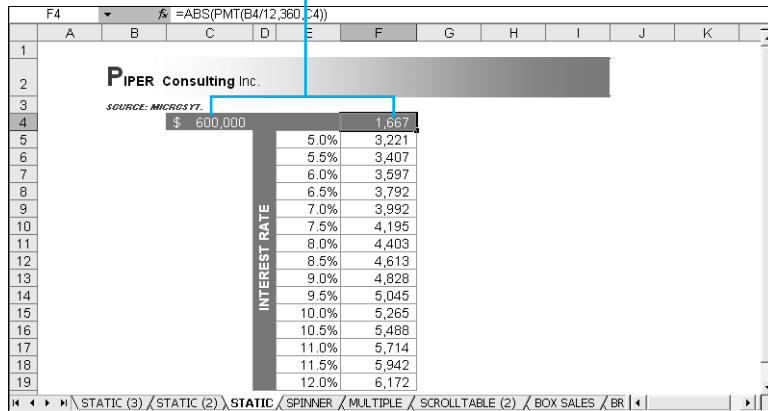 F4 fx =ABS(PMT(B4/12,360,C4))
A B C D E F G H I J K
1
2 PIPER Consulting Inc.
3 SOURCE: MICROSYT.
4 $ 600,000 1,667
5 5.0% 3,221
6 5.5% 3,407
7 6.0% 3,597
8 6.5% 3,792
9 7.0% 3,992
10 7.5% 4,195
11 8.0% 4,403
12 8.5% 4,613
13 9.0% 4,828
14 9.5% 5,045
15 10.0% 5,265
16 10.5% 5,488
17 11.0% 5,714
18 11.5% 5,942
19 12.0% 6,172
INTEREST RATE
STATIC (3) STATIC (2) STATIC SPINNER MULTIPLE SCROLLTABLE (2) BOX SALES BR